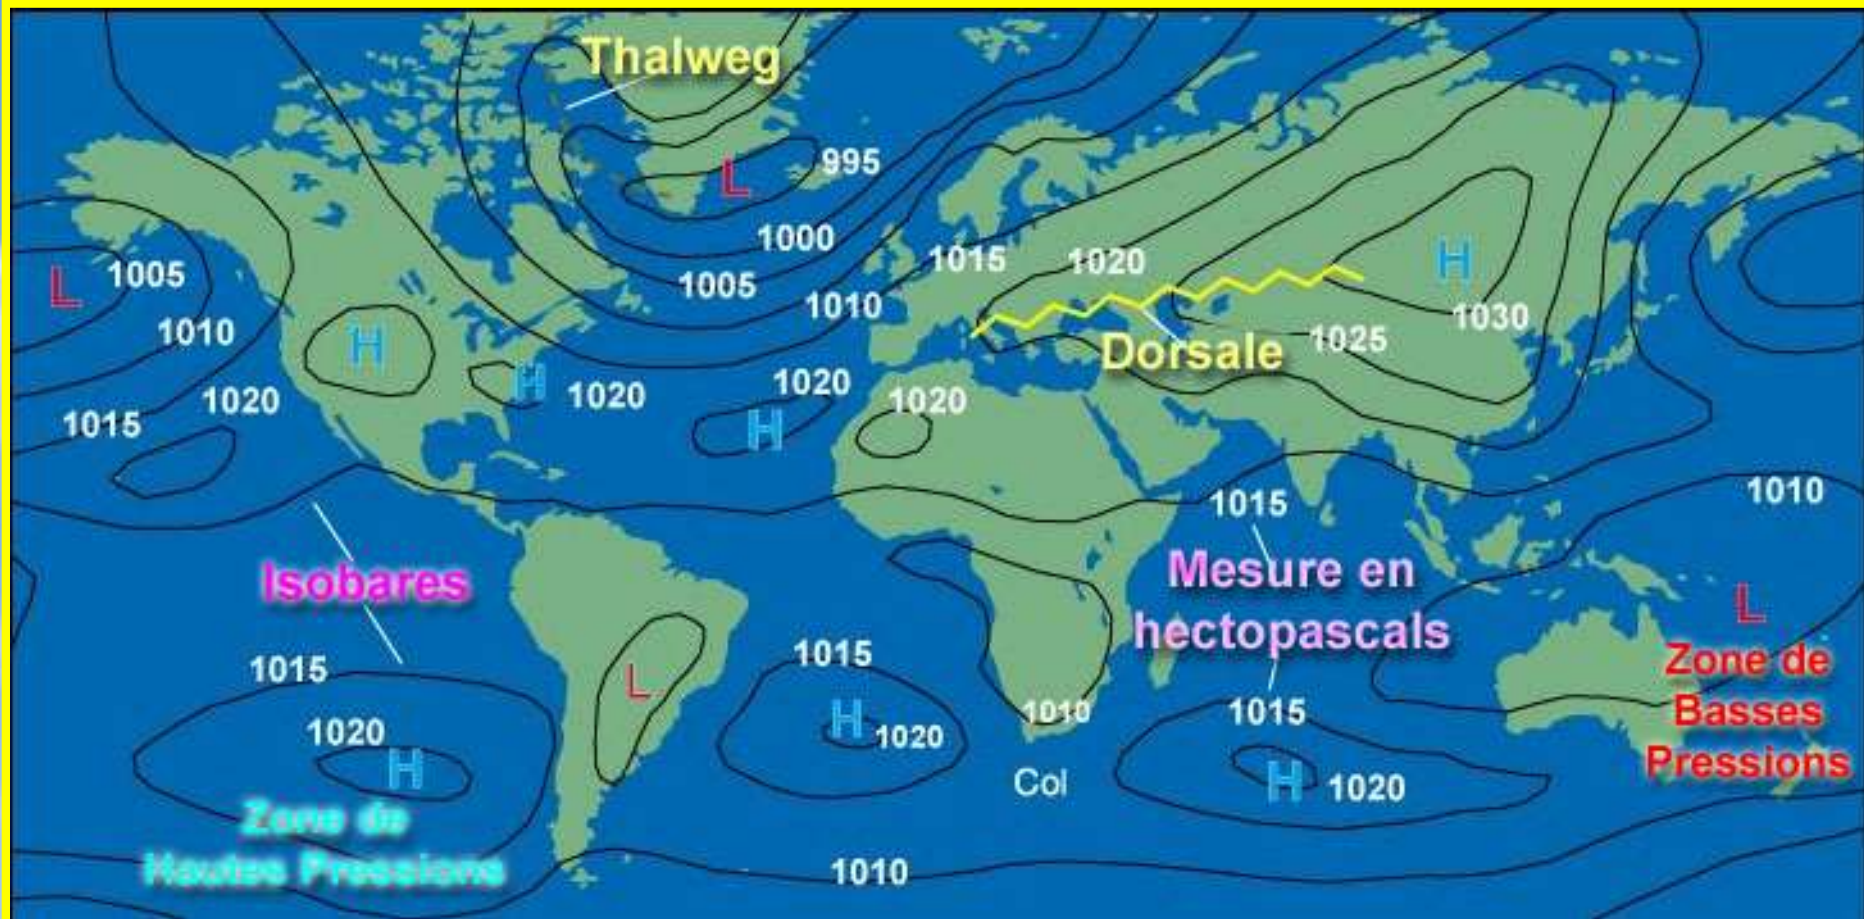 Thalweg
L 995
1000
1005
1010
1015
1020
H
1030
1025
Dorsale
L 1005
1010
1015
1020
H
H 1020
1020
H
1020
1015
1010
Isobares
Mesure en
hectopascals
L
Zone de
Basses
Pressions
1015
1020
H
Zone de
Hautes Pressions
L
1015
H 1020
1010
Col
1015
H 1020
1010